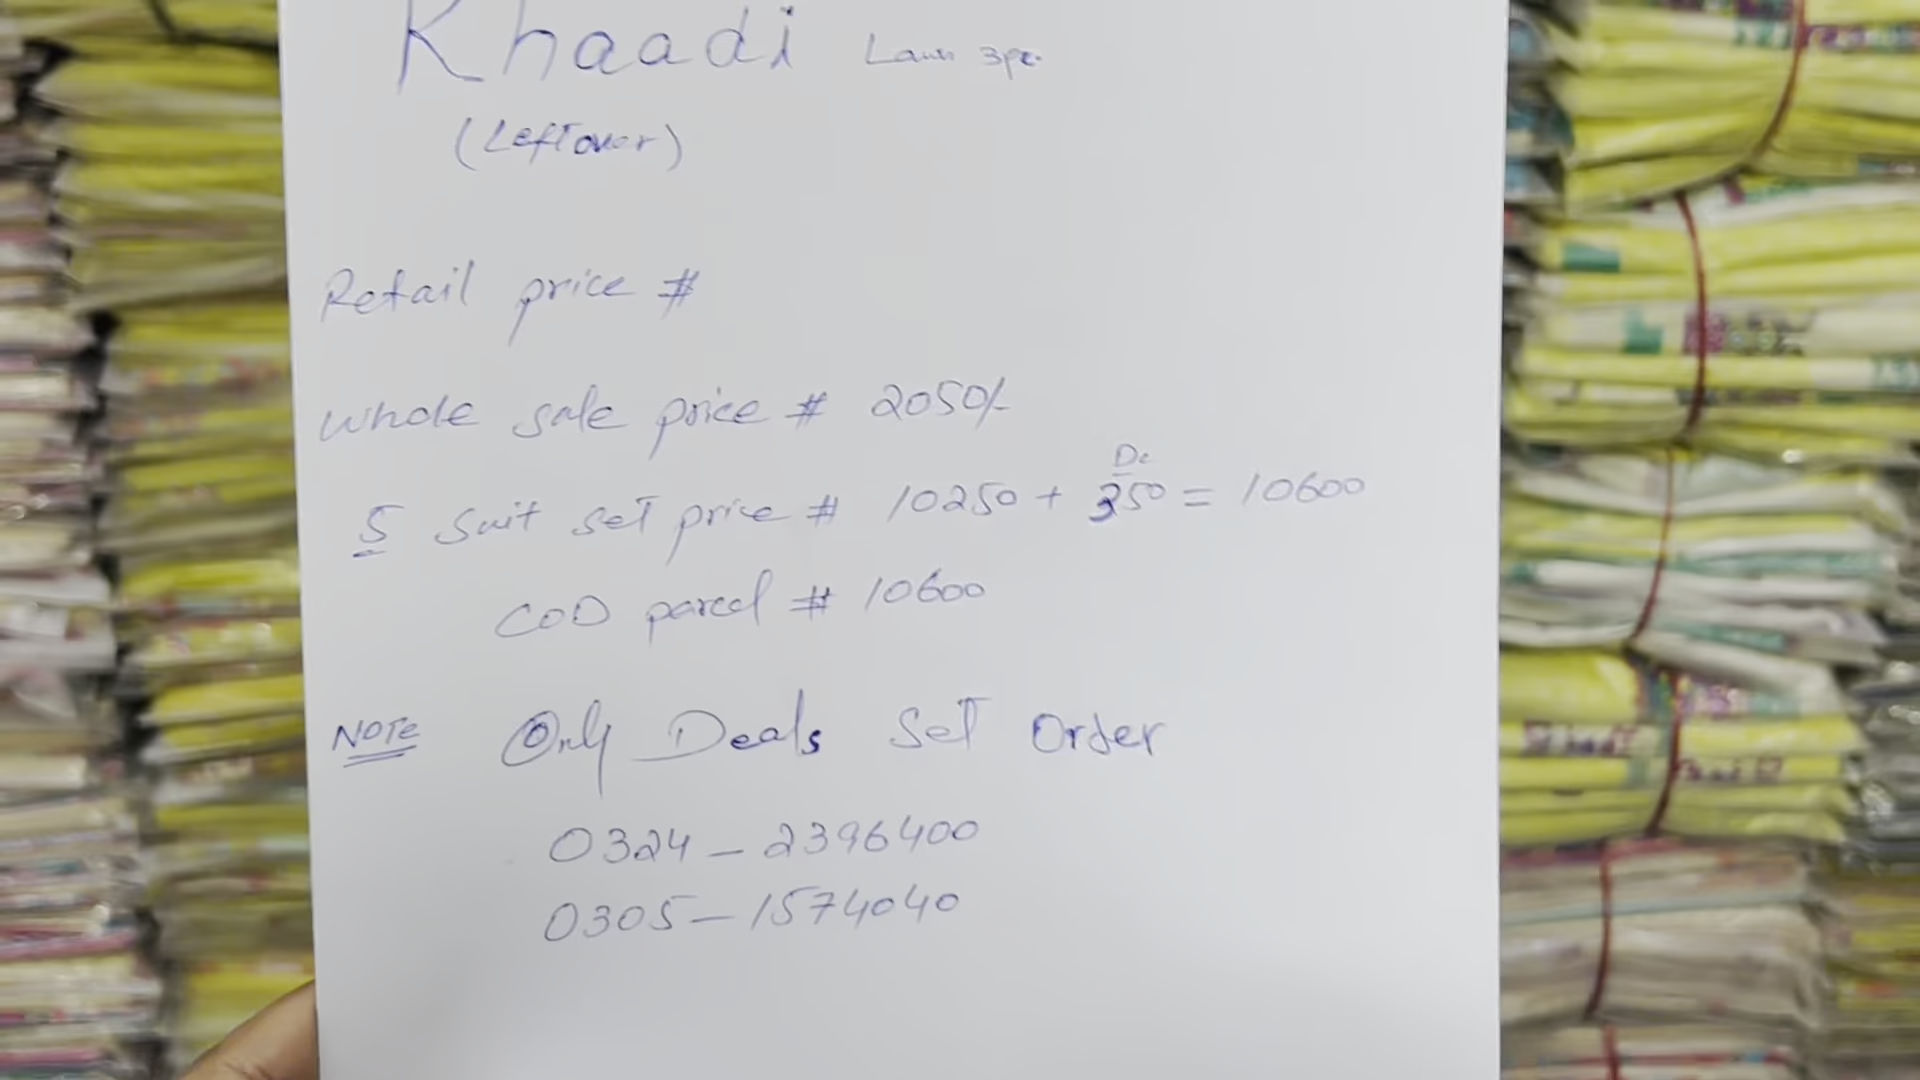 Khaadi Lawn 3pc.
(Leftover)
Retail price #
Whole sale price # 2050/-
Dc
5 Suit set price # 10250 + 350 = 10600
COD parcel # 10600
NOTE Only Deals Set Order
0324-2396400
0305-1574040